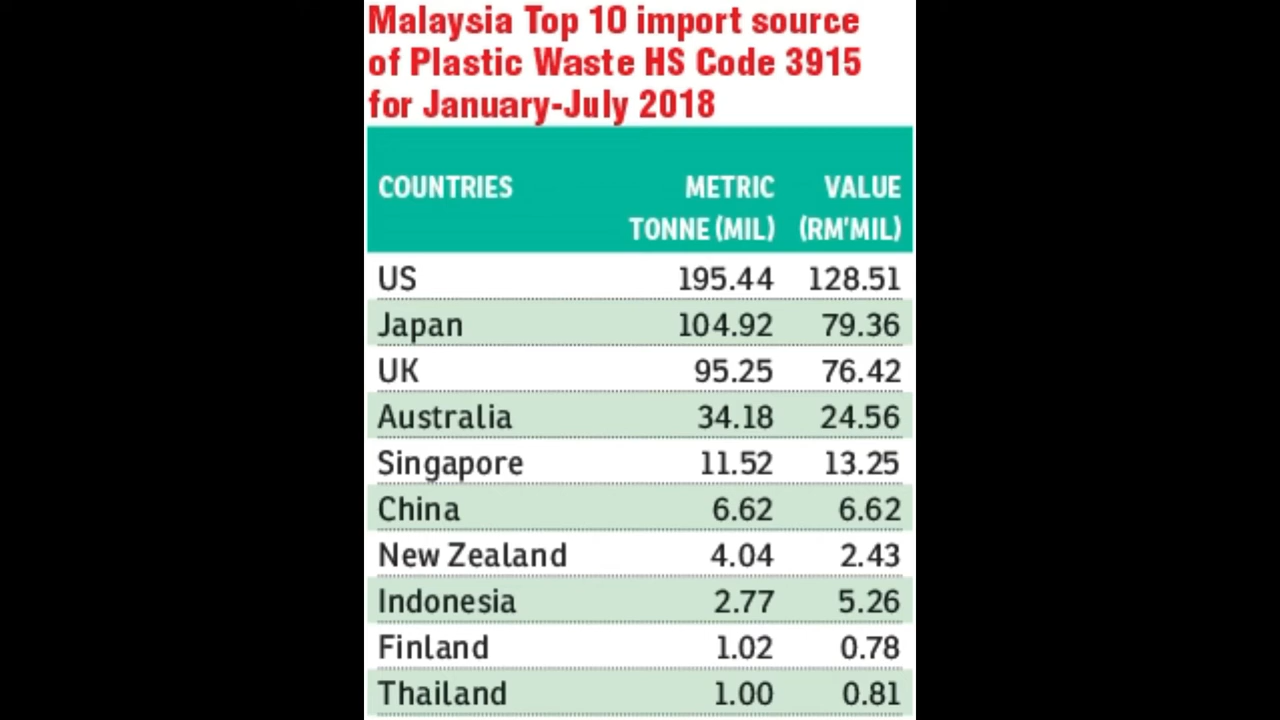 Malaysia Top 10 import source
of Plastic Waste HS Code 3915
for January-July 2018
COUNTRIES METRIC TONNE (MIL) VALUE (RM'MIL)
US 195.44 128.51
Japan 104.92 79.36
UK 95.25 76.42
Australia 34.18 24.56
Singapore 11.52 13.25
China 6.62 6.62
New Zealand 4.04 2.43
Indonesia 2.77 5.26
Finland 1.02 0.78
Thailand 1.00 0.81